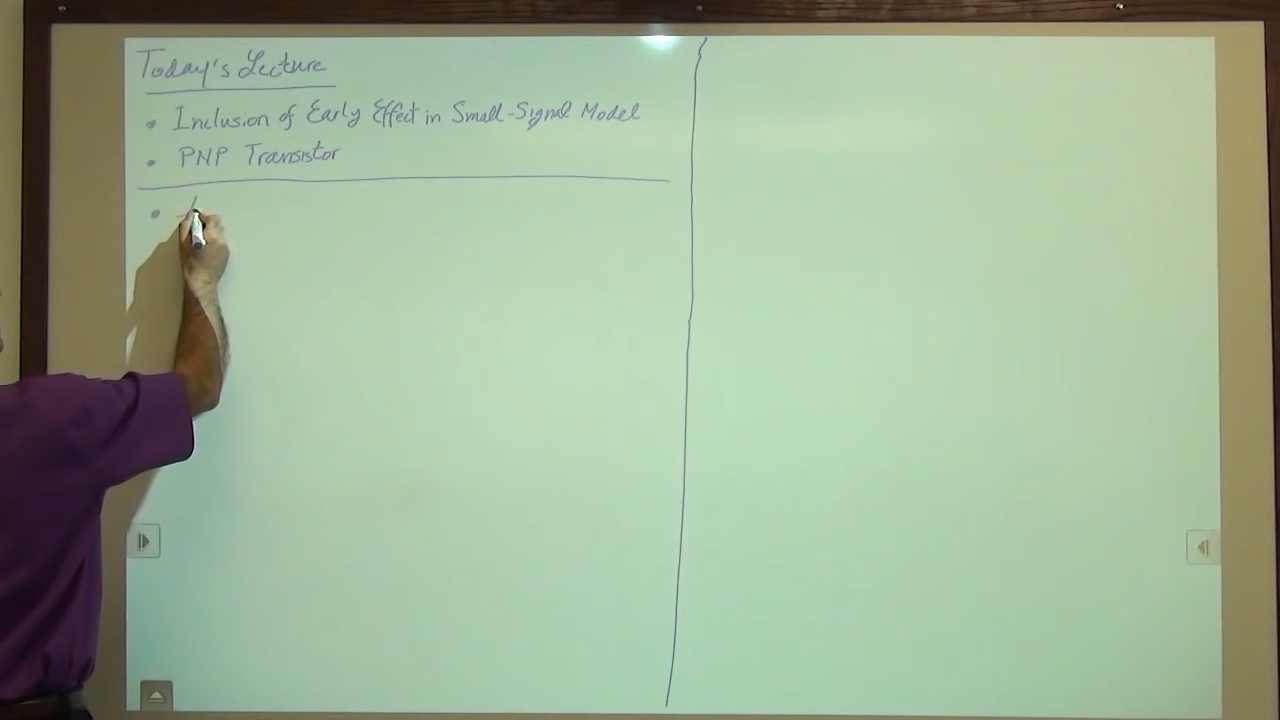 Today's Lecture
• Inclusion of Early Effect in Small-Signal Model
• PNP Transistor
•